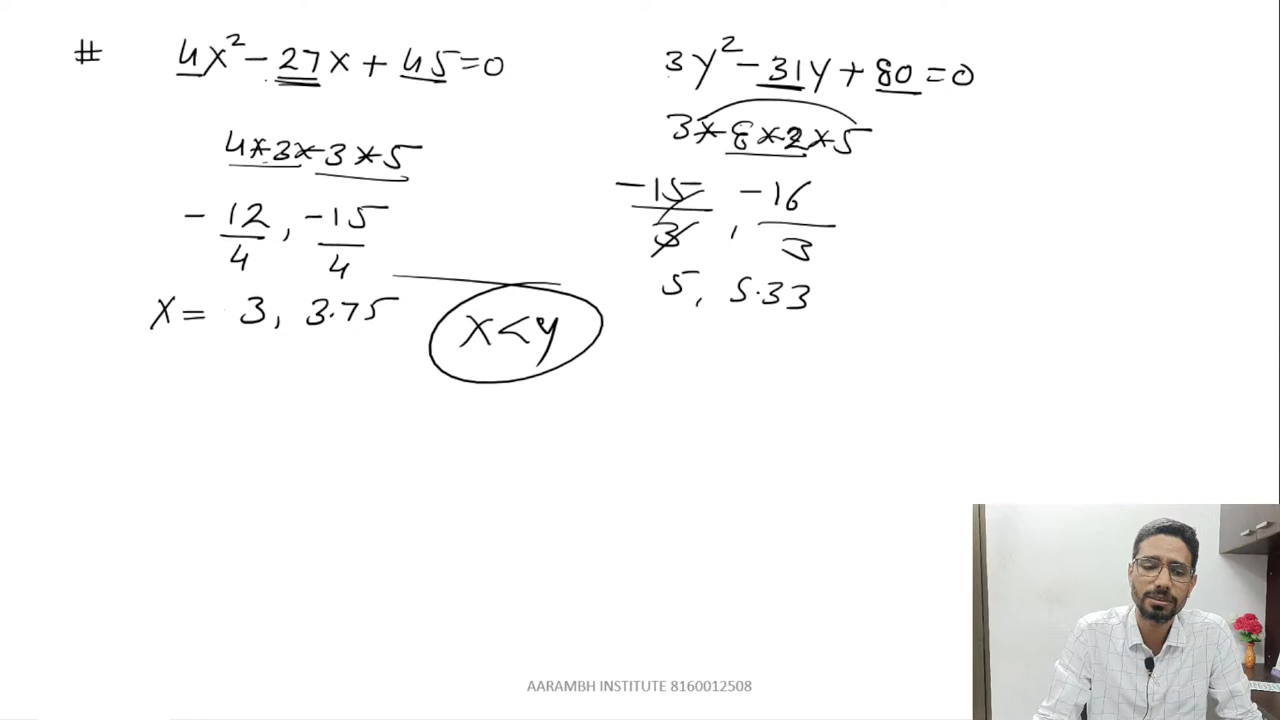 # 4x² - 27x + 45 = 0
4*3*3*5
-12/4, -15/4
x = 3, 3.75
x < y
3y² - 31y + 80 = 0
3*8*2*5
-15/3, -16/3
5, 5.33
AARAMBH INSTITUTE 8160012508